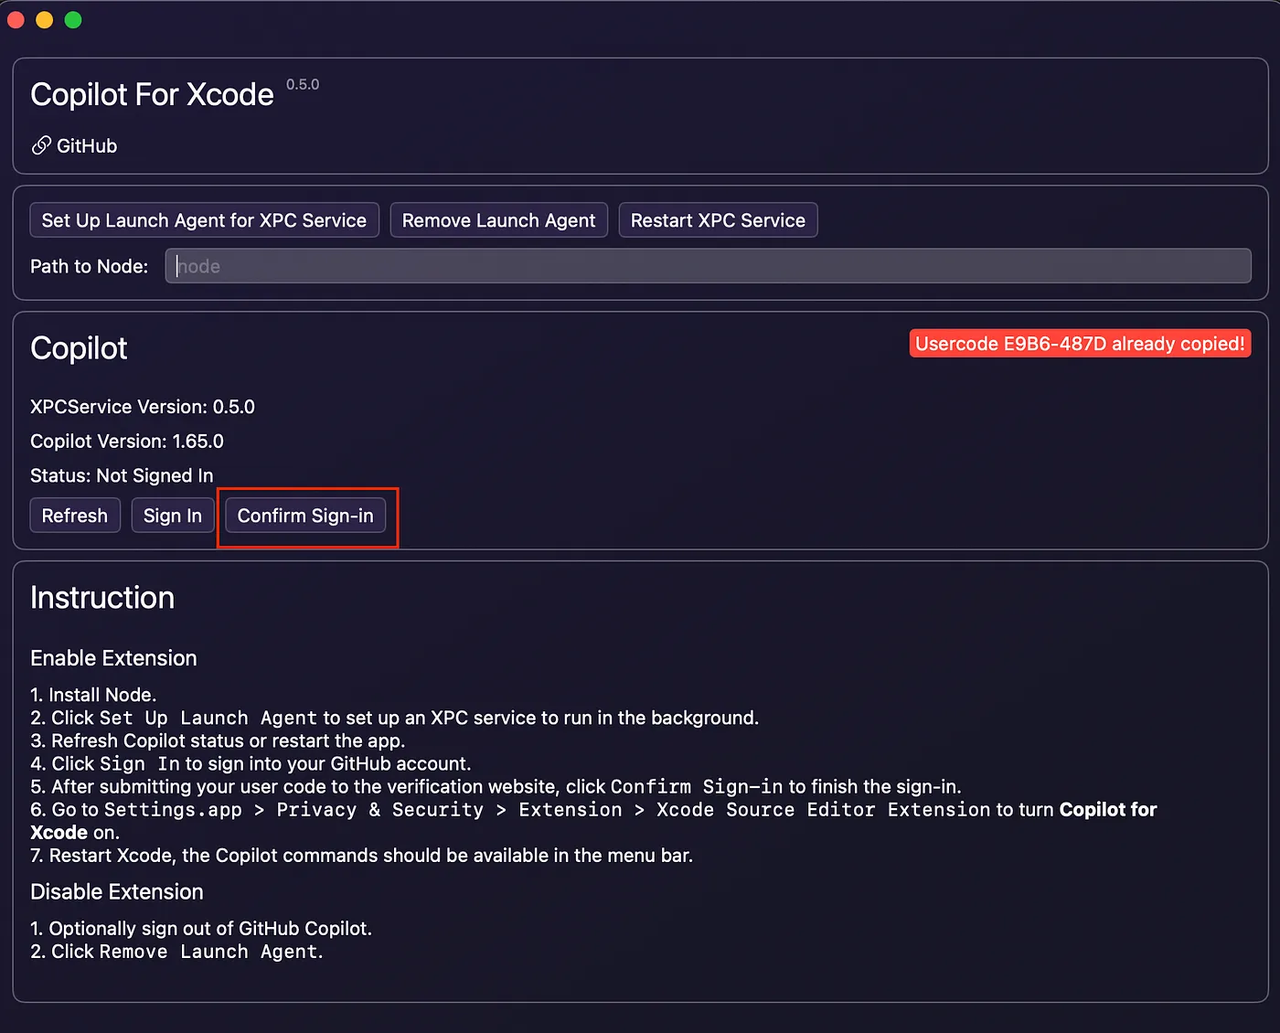 Copilot For Xcode 0.5.0
GitHub
Set Up Launch Agent for XPC Service Remove Launch Agent Restart XPC Service
Path to Node: node
Copilot Usercode E9B6-487D already copied!
XPCService Version: 0.5.0
Copilot Version: 1.65.0
Status: Not Signed In
Refresh Sign In Confirm Sign-in
Instruction
Enable Extension
1. Install Node.
2. Click Set Up Launch Agent to set up an XPC service to run in the background.
3. Refresh Copilot status or restart the app.
4. Click Sign In to sign into your GitHub account.
5. After submitting your user code to the verification website, click Confirm Sign-in to finish the sign-in.
6. Go to Settings.app > Privacy & Security > Extension > Xcode Source Editor Extension to turn Copilot for
Xcode on.
7. Restart Xcode, the Copilot commands should be available in the menu bar.
Disable Extension
1. Optionally sign out of GitHub Copilot.
2. Click Remove Launch Agent.